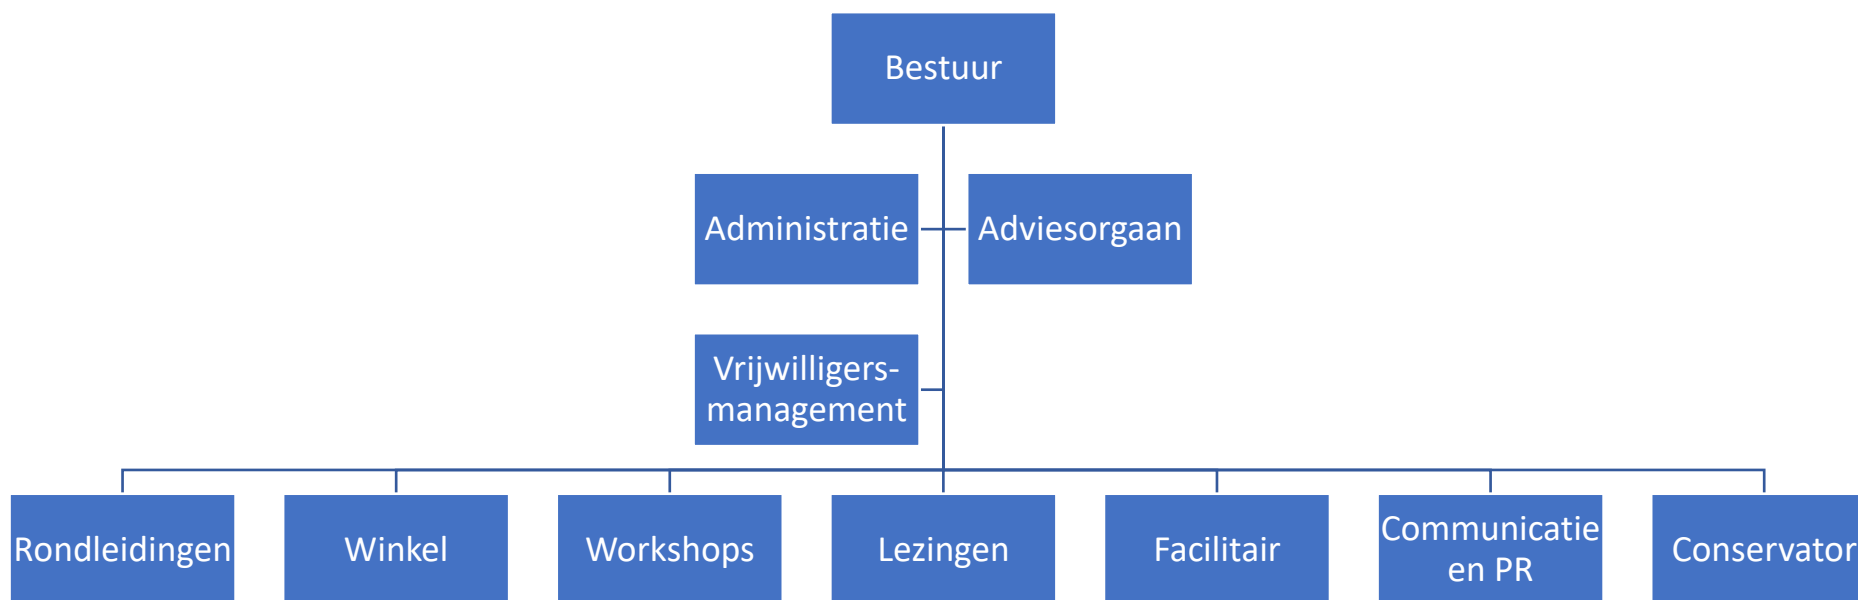 Bestuur
Administratie
Adviesorgaan
Vrijwilligers-
management
Rondleidingen
Winkel
Workshops
Lezingen
Facilitair
Communicatie
en PR
Conservator